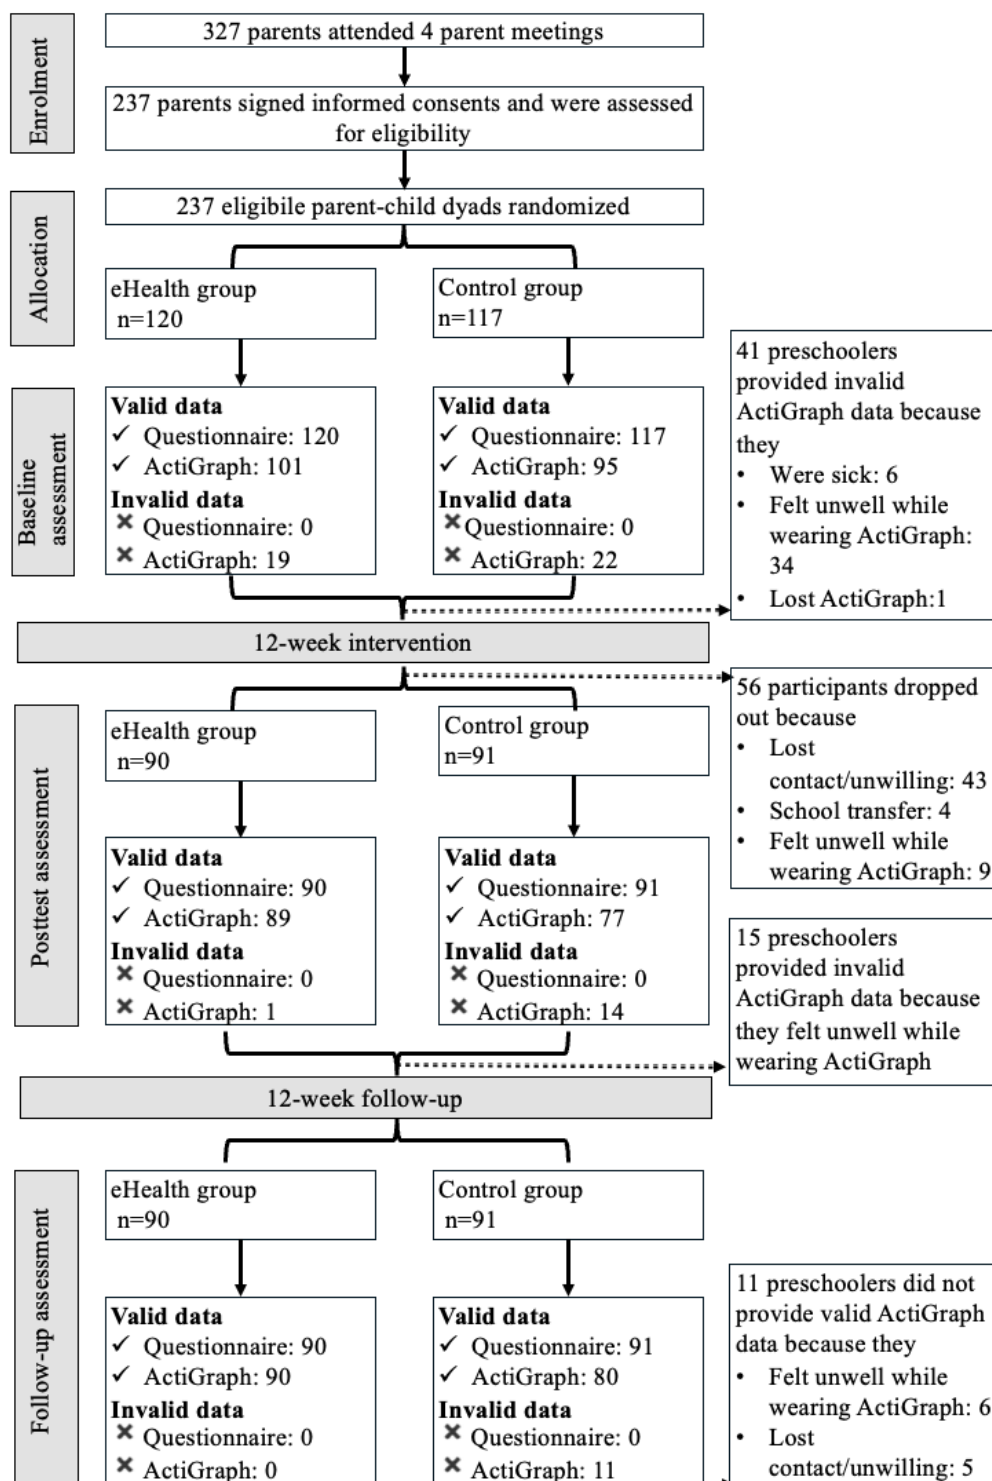 Enrolment
327 parents attended 4 parent meetings
237 parents signed informed consents and were assessed
for eligibility
Allocation
237 eligibile parent-child dyads randomized
eHealth group
n=120
Control group
n=117
Baseline
assessment
Valid data
✓ Questionnaire: 120
✓ ActiGraph: 101
Invalid data
✖ Questionnaire: 0
✖ ActiGraph: 19
Valid data
✓ Questionnaire: 117
✓ ActiGraph: 95
Invalid data
✖ Questionnaire: 0
✖ ActiGraph: 22
41 preschoolers
provided invalid
ActiGraph data because
they
• Were sick: 6
• Felt unwell while
wearing ActiGraph:
34
• Lost ActiGraph:1
12-week intervention
56 participants dropped
out because
• Lost
contact/unwilling: 43
• School transfer: 4
• Felt unwell while
wearing ActiGraph: 9
Posttest assessment
eHealth group
n=90
Control group
n=91
Valid data
✓ Questionnaire: 90
✓ ActiGraph: 89
Invalid data
✖ Questionnaire: 0
✖ ActiGraph: 1
Valid data
✓ Questionnaire: 91
✓ ActiGraph: 77
Invalid data
✖ Questionnaire: 0
✖ ActiGraph: 14
15 preschoolers
provided invalid
ActiGraph data because
they felt unwell while
wearing ActiGraph
12-week follow-up
Follow-up assessment
eHealth group
n=90
Control group
n=91
Valid data
✓ Questionnaire: 90
✓ ActiGraph: 90
Invalid data
✖ Questionnaire: 0
✖ ActiGraph: 0
Valid data
✓ Questionnaire: 91
✓ ActiGraph: 80
Invalid data
✖ Questionnaire: 0
✖ ActiGraph: 11
11 preschoolers did not
provide valid ActiGraph
data because they
• Felt unwell while
wearing ActiGraph: 6
• Lost
contact/unwilling: 5